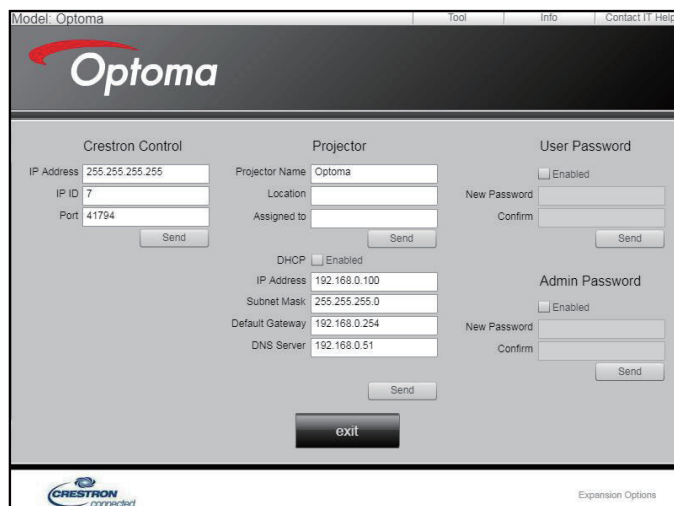 Model: Optoma
Tool
Info
Contact IT Help
Optoma
Crestron Control
IP Address 255.255.255.255
IP ID 7
Port 41794
Send
Projector
Projector Name Optoma
Location
Assigned to
Send
DHCP Enabled
IP Address 192.168.0.100
Subnet Mask 255.255.255.0
Default Gateway 192.168.0.254
DNS Server 192.168.0.51
Send
User Password
Enabled
New Password
Confirm
Send
Admin Password
Enabled
New Password
Confirm
Send
exit
CRESTRON
connected
Expansion Options